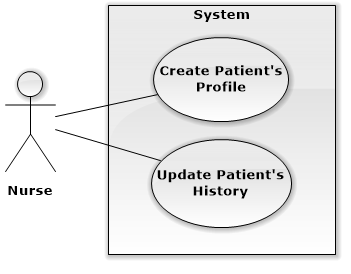 System
Create Patient's
Profile
Nurse
Update Patient's
History